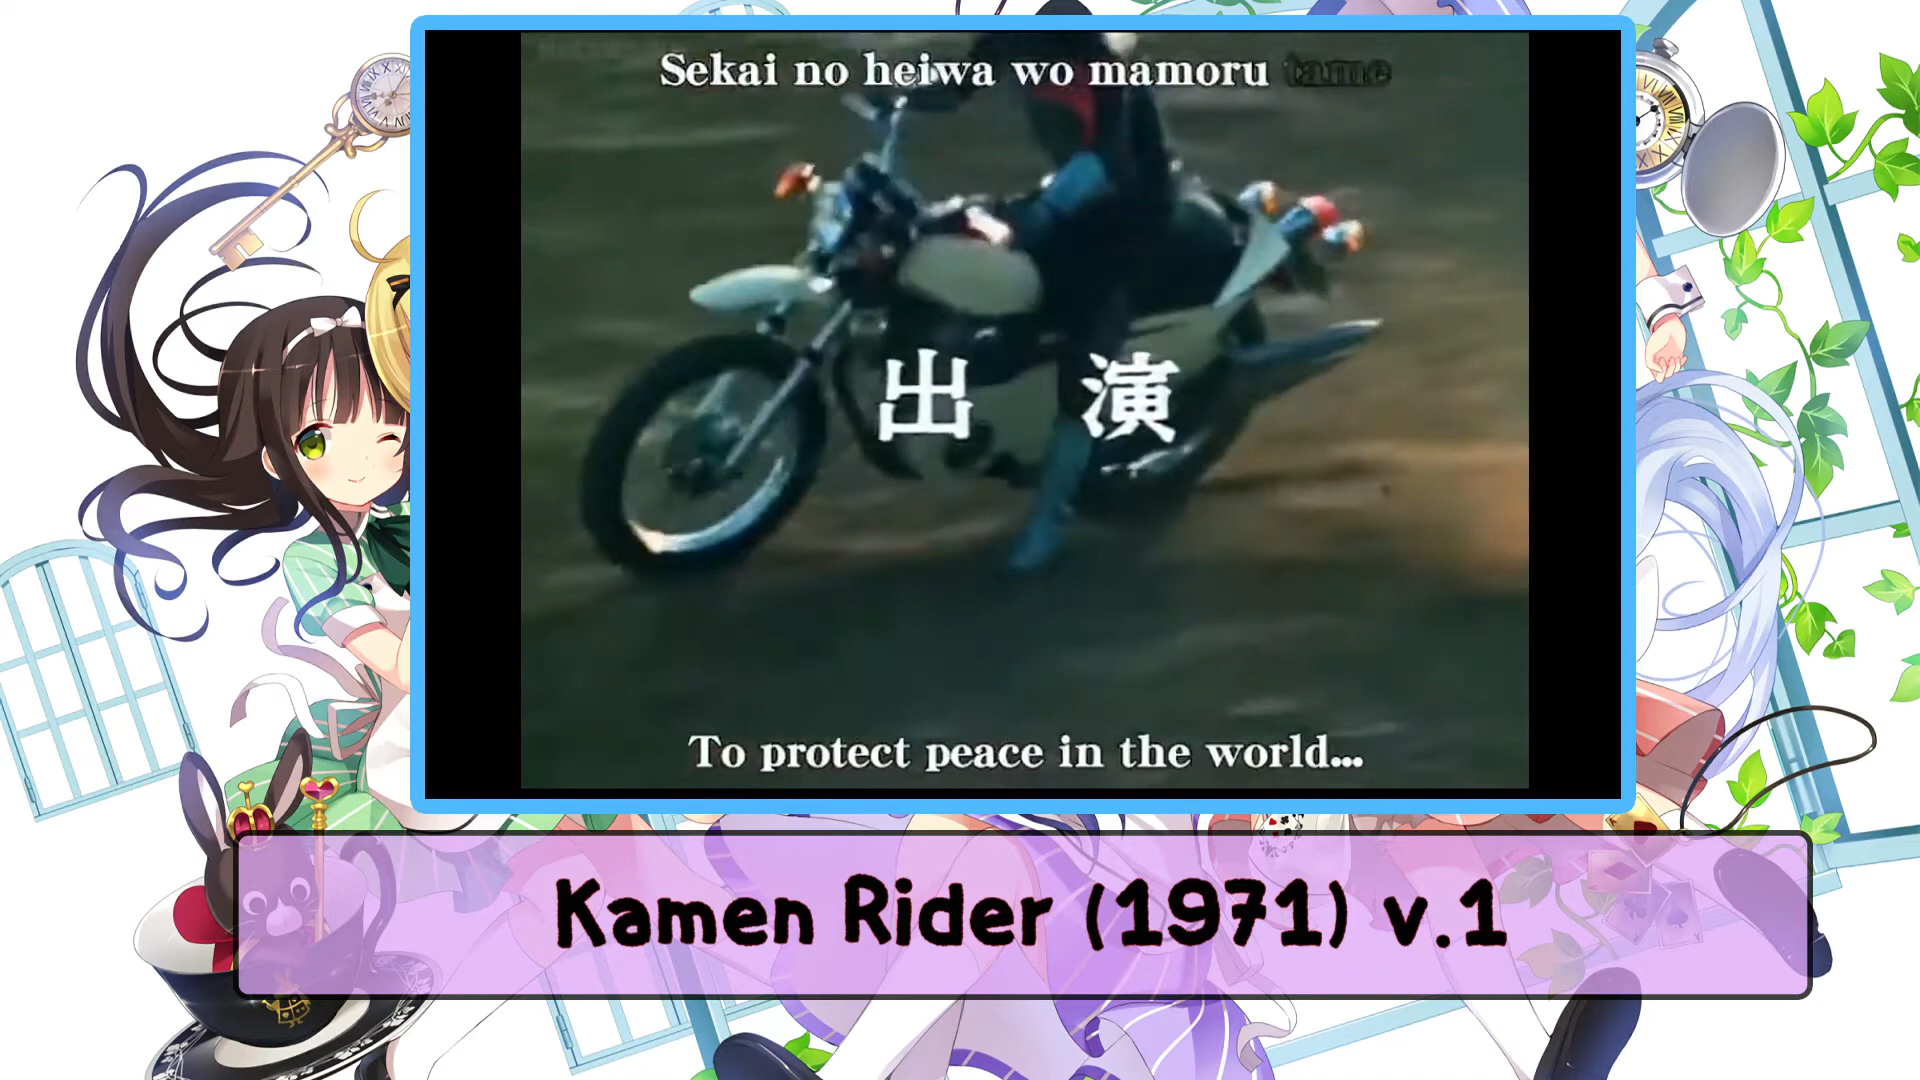 Sekai no heiwa wo mamoru tame
出 演
To protect peace in the world...
Kamen Rider (1971) v.1